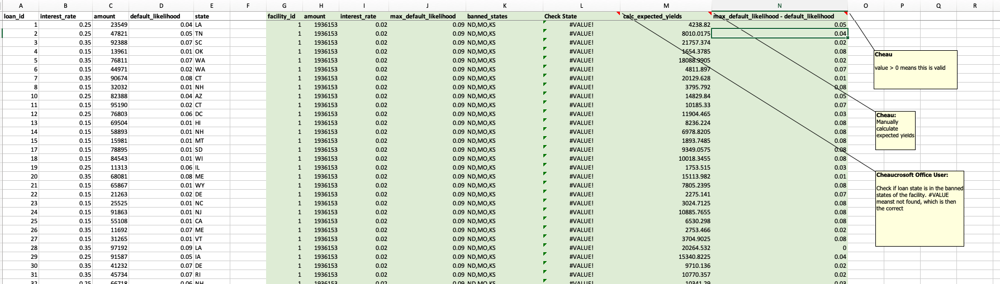 A B C D E F G H I J K L M N O P Q R
loan_id interest_rate amount default_likelihood state facility_id amount interest_rate max_default_likelihood banned_states Check State calc_expected_yields max_default_likelihood - default_likelihood
1 0.25 23549 0.04 LA 1 1936153 0.02 0.09 ND,MO,KS #VALUE! 4238.82 0.05
2 0.25 47821 0.05 TN 1 1936153 0.02 0.09 ND,MO,KS #VALUE! 8010.0175 0.04
3 0.35 92388 0.07 SC 1 1936153 0.02 0.09 ND,MO,KS #VALUE! 21757.374 0.02
4 0.15 13961 0.01 OK 1 1936153 0.02 0.09 ND,MO,KS #VALUE! 1654.3785 0.08
5 0.35 76811 0.07 WA 1 1936153 0.02 0.09 ND,MO,KS #VALUE! 18088.9905 0.02
6 0.15 44971 0.02 WA 1 1936153 0.02 0.09 ND,MO,KS #VALUE! 4811.897 0.07
7 0.35 90674 0.08 CT 1 1936153 0.02 0.09 ND,MO,KS #VALUE! 20129.628 0.01
8 0.15 32032 0.01 NH 1 1936153 0.02 0.09 ND,MO,KS #VALUE! 3795.792 0.08
10 0.25 82388 0.04 AZ 1 1936153 0.02 0.09 ND,MO,KS #VALUE! 14829.84 0.05
11 0.15 95190 0.02 CT 1 1936153 0.02 0.09 ND,MO,KS #VALUE! 10185.33 0.07
12 0.25 76803 0.06 DC 1 1936153 0.02 0.09 ND,MO,KS #VALUE! 11904.465 0.03
13 0.15 69504 0.01 HI 1 1936153 0.02 0.09 ND,MO,KS #VALUE! 8236.224 0.08
14 0.15 58893 0.01 NH 1 1936153 0.02 0.09 ND,MO,KS #VALUE! 6978.8205 0.08
15 0.15 15981 0.01 MT 1 1936153 0.02 0.09 ND,MO,KS #VALUE! 1893.7485 0.08
17 0.15 78895 0.01 SD 1 1936153 0.02 0.09 ND,MO,KS #VALUE! 9349.0575 0.08
18 0.15 84543 0.01 WI 1 1936153 0.02 0.09 ND,MO,KS #VALUE! 10018.3455 0.08
19 0.25 11313 0.06 IL 1 1936153 0.02 0.09 ND,MO,KS #VALUE! 1753.515 0.03
20 0.35 68081 0.08 ME 1 1936153 0.02 0.09 ND,MO,KS #VALUE! 15113.982 0.01
21 0.15 65867 0.01 WY 1 1936153 0.02 0.09 ND,MO,KS #VALUE! 7805.2395 0.08
22 0.15 21263 0.02 DE 1 1936153 0.02 0.09 ND,MO,KS #VALUE! 2275.141 0.07
23 0.15 25525 0.01 NC 1 1936153 0.02 0.09 ND,MO,KS #VALUE! 3024.7125 0.08
24 0.15 91863 0.01 NJ 1 1936153 0.02 0.09 ND,MO,KS #VALUE! 10885.7655 0.08
25 0.15 55108 0.01 CA 1 1936153 0.02 0.09 ND,MO,KS #VALUE! 6530.298 0.08
26 0.35 11692 0.07 ME 1 1936153 0.02 0.09 ND,MO,KS #VALUE! 2753.466 0.02
27 0.15 31265 0.01 VT 1 1936153 0.02 0.09 ND,MO,KS #VALUE! 3704.9025 0.08
28 0.35 97192 0.09 LA 1 1936153 0.02 0.09 ND,MO,KS #VALUE! 20264.532 0
29 0.25 91587 0.05 IA 1 1936153 0.02 0.09 ND,MO,KS #VALUE! 15340.8225 0.04
30 0.35 41232 0.07 DE 1 1936153 0.02 0.09 ND,MO,KS #VALUE! 9710.136 0.02
31 0.35 45734 0.07 RI 1 1936153 0.02 0.09 ND,MO,KS #VALUE! 10770.357 0.02
32 0.25 66718 0.06 NH 1 1936153 0.02 0.09 ND,MO,KS #VALUE! 10341.29 0.03
Cheau
value > 0 means this is valid
Cheau:
Manually
calculate
expected yields
Cheaucrosoft Office User:
Check if loan state is in the banned
states of the facility. #VALUE
meanst not found, which is then
the correct